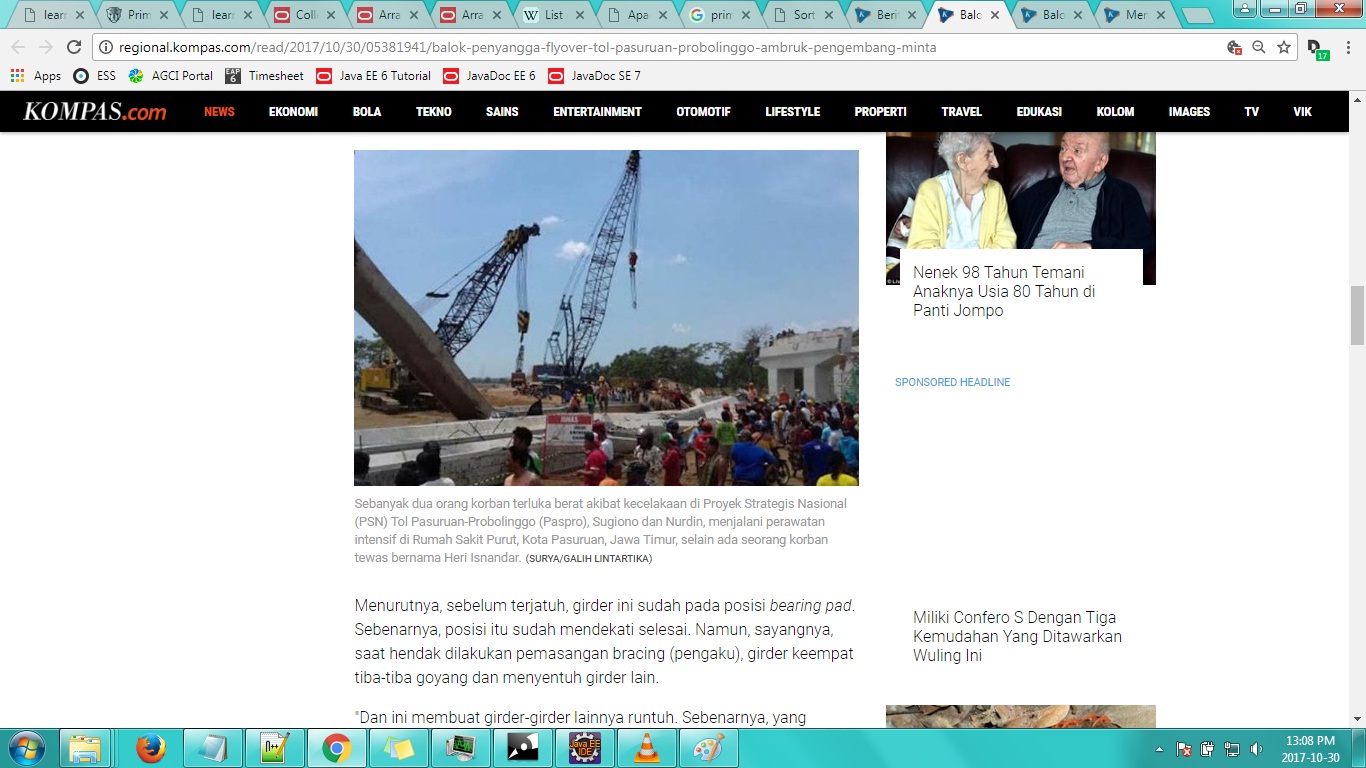 learn
Prim
learn
Coll
Arra
Arra
List
Apa
prim
Sort
Beri
Balo
Balo
Mer
regional.kompas.com/read/2017/10/30/05381941/balok-penyangga-flyover-tol-pasuruan-probolinggo-ambruk-pengembang-minta
17
Apps
ESS
AGCI Portal
EAP 6
Timesheet
Java EE 6 Tutorial
JavaDoc EE 6
JavaDoc SE 7
KOMPAS.com
NEWS
EKONOMI
BOLA
TEKNO
SAINS
ENTERTAINMENT
OTOMOTIF
LIFESTYLE
PROPERTI
TRAVEL
EDUKASI
KOLOM
IMAGES
TV
VIK
Sebanyak dua orang korban terluka berat akibat kecelakaan di Proyek Strategis Nasional
(PSN) Tol Pasuruan-Probolinggo (Paspro), Sugiono dan Nurdin, menjalani perawatan
intensif di Rumah Sakit Purut, Kota Pasuruan, Jawa Timur, selain ada seorang korban
tewas bernama Heri Isnandar. (SURYA/GALIH LINTARTIKA)
Menurutnya, sebelum terjatuh, girder ini sudah pada posisi bearing pad.
Sebenarnya, posisi itu sudah mendekati selesai. Namun, sayangnya,
saat hendak dilakukan pemasangan bracing (pengaku), girder keempat
tiba-tiba goyang dan menyentuh girder lain.
"Dan ini membuat girder-girder lainnya runtuh. Sebenarnya, yang
Nenek 98 Tahun Temani
Anaknya Usia 80 Tahun di
Panti Jompo
SPONSORED HEADLINE
Miliki Confero S Dengan Tiga
Kemudahan Yang Ditawarkan
Wuling Ini
Java EE
IDE
13:08 PM
2017-10-30